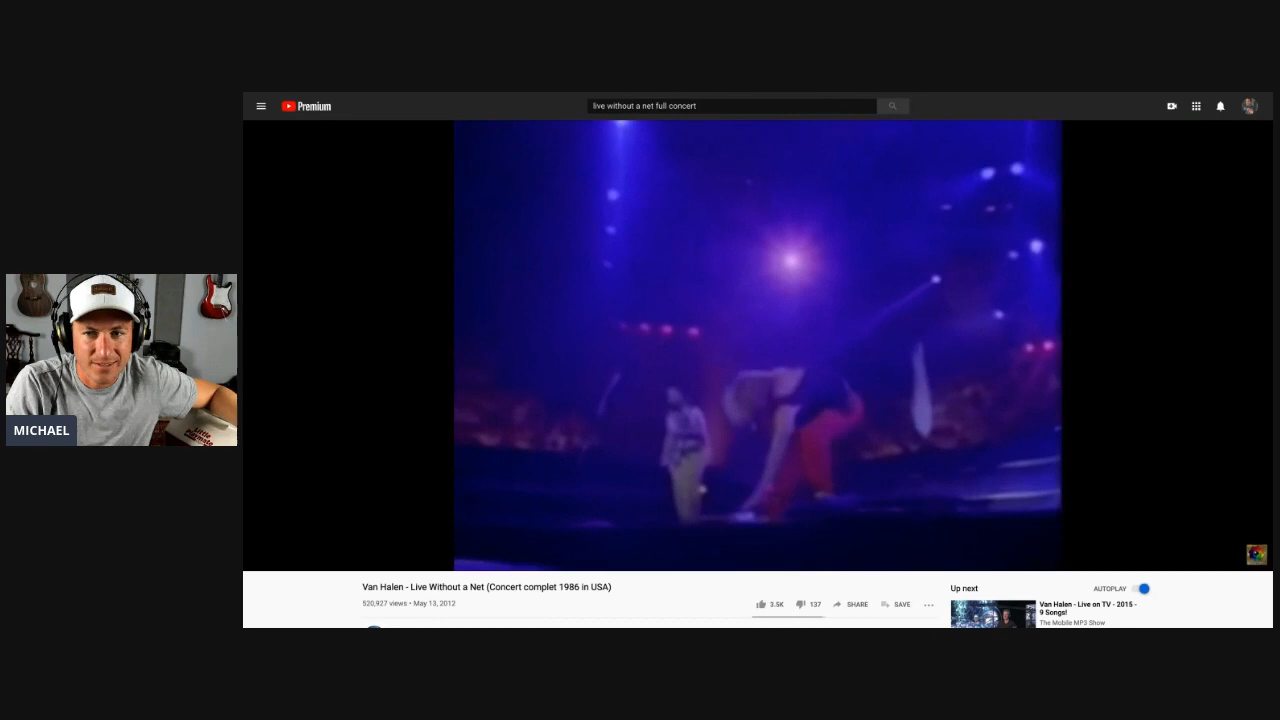 Premium
live without a net full concert
MICHAEL
Van Halen - Live Without a Net (Concert complet 1986 in USA)
520,927 views • May 13, 2012
3.5K
137
SHARE
SAVE
Up next
AUTOPLAY
Van Halen - Live on TV - 2015 -
9 Songs!
The Mobile MP3 Show